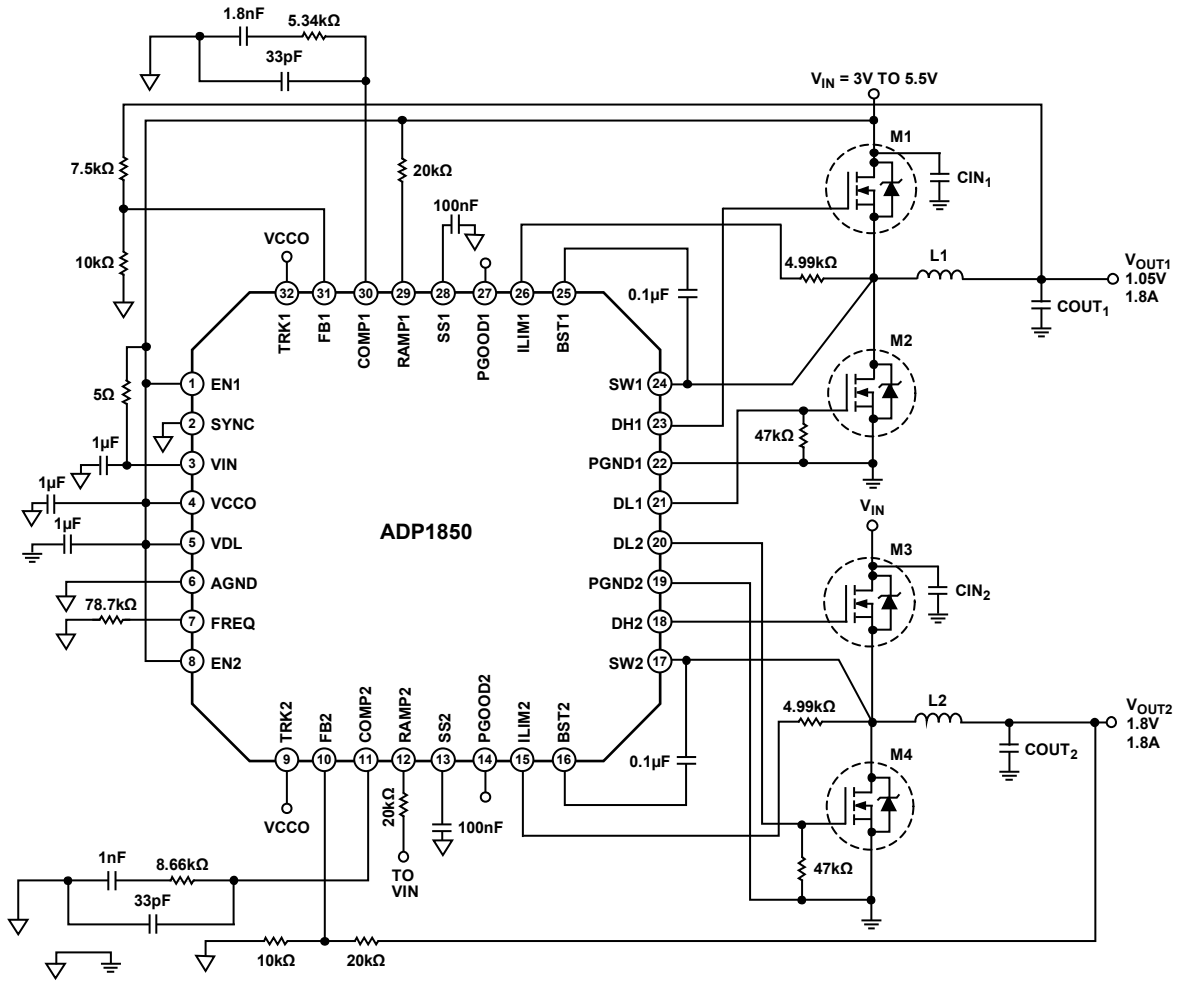 1.8nF
5.34kΩ
33pF
VIN = 3V TO 5.5V
M1
CIN1
7.5kΩ
20kΩ
100nF
VCCO
10kΩ
4.99kΩ
L1
VOUT1
1.05V
1.8A
0.1µF
COUT1
32
31
30
29
28
27
26
25
TRK1
FB1
COMP1
RAMP1
SS1
PGOOD1
ILIM1
BST1
M2
5Ω
1 EN1
SW1 24
2 SYNC
DH1 23
47kΩ
1µF
3 VIN
PGND1 22
1µF
4 VCCO
DL1 21
VIN
1µF
5 VDL
ADP1850
DL2 20
M3
6 AGND
PGND2 19
CIN2
78.7kΩ
7 FREQ
DH2 18
8 EN2
SW2 17
TRK2
FB2
COMP2
RAMP2
SS2
PGOOD2
ILIM2
BST2
4.99kΩ
L2
VOUT2
1.8V
1.8A
COUT2
9
10
11
12
13
14
15
16
0.1µF
M4
VCCO
20kΩ
100nF
TO
VIN
1nF
8.66kΩ
33pF
47kΩ
10kΩ
20kΩ